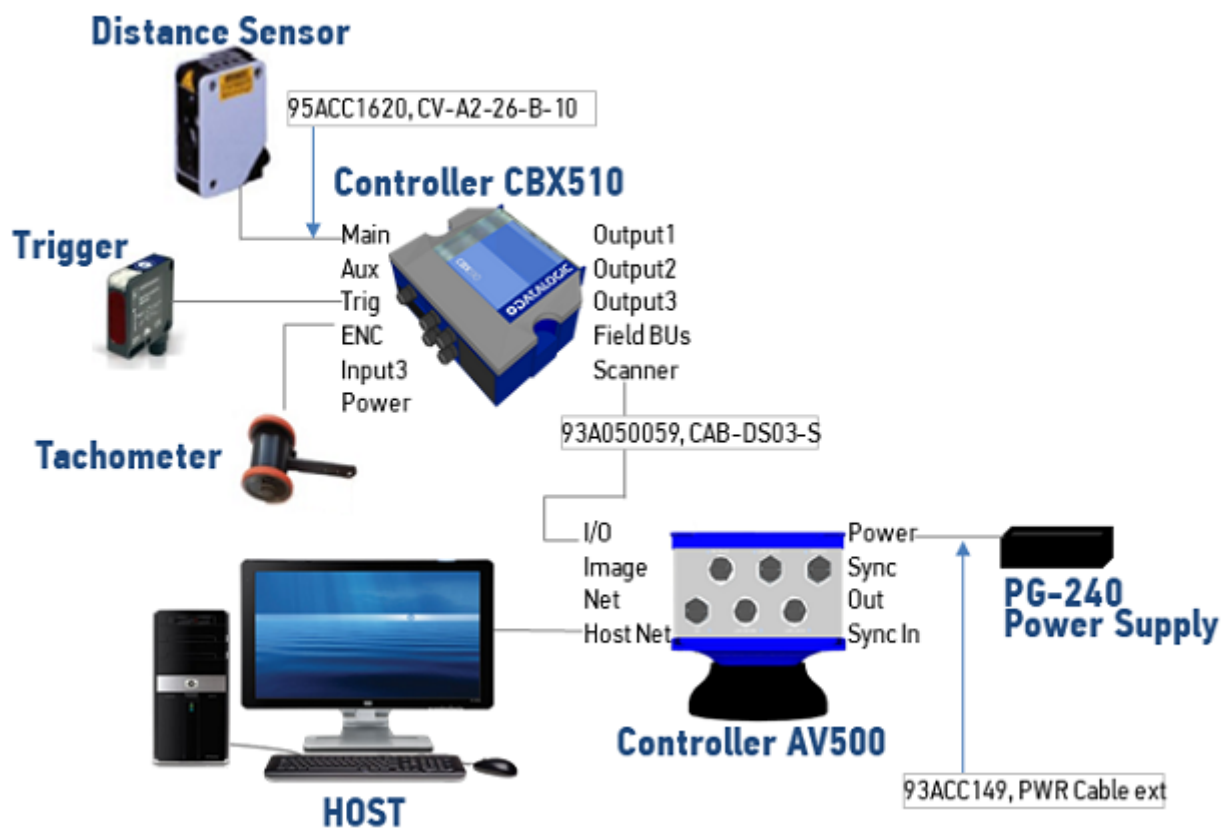 Distance Sensor
95ACC1620, CV-A2-26-B-10
Controller CBX510
Trigger
Main
Aux
Trig
ENC
Input3
Power
CBX510
DATALOGIC
Output1
Output2
Output3
Field BUs
Scanner
93A050059, CAB-DS03-S
Tachometer
I/O
Image
Net
Host Net
Power
Sync
Out
Sync In
PG-240
Power Supply
Controller AV500
HOST
93ACC149, PWR Cable ext